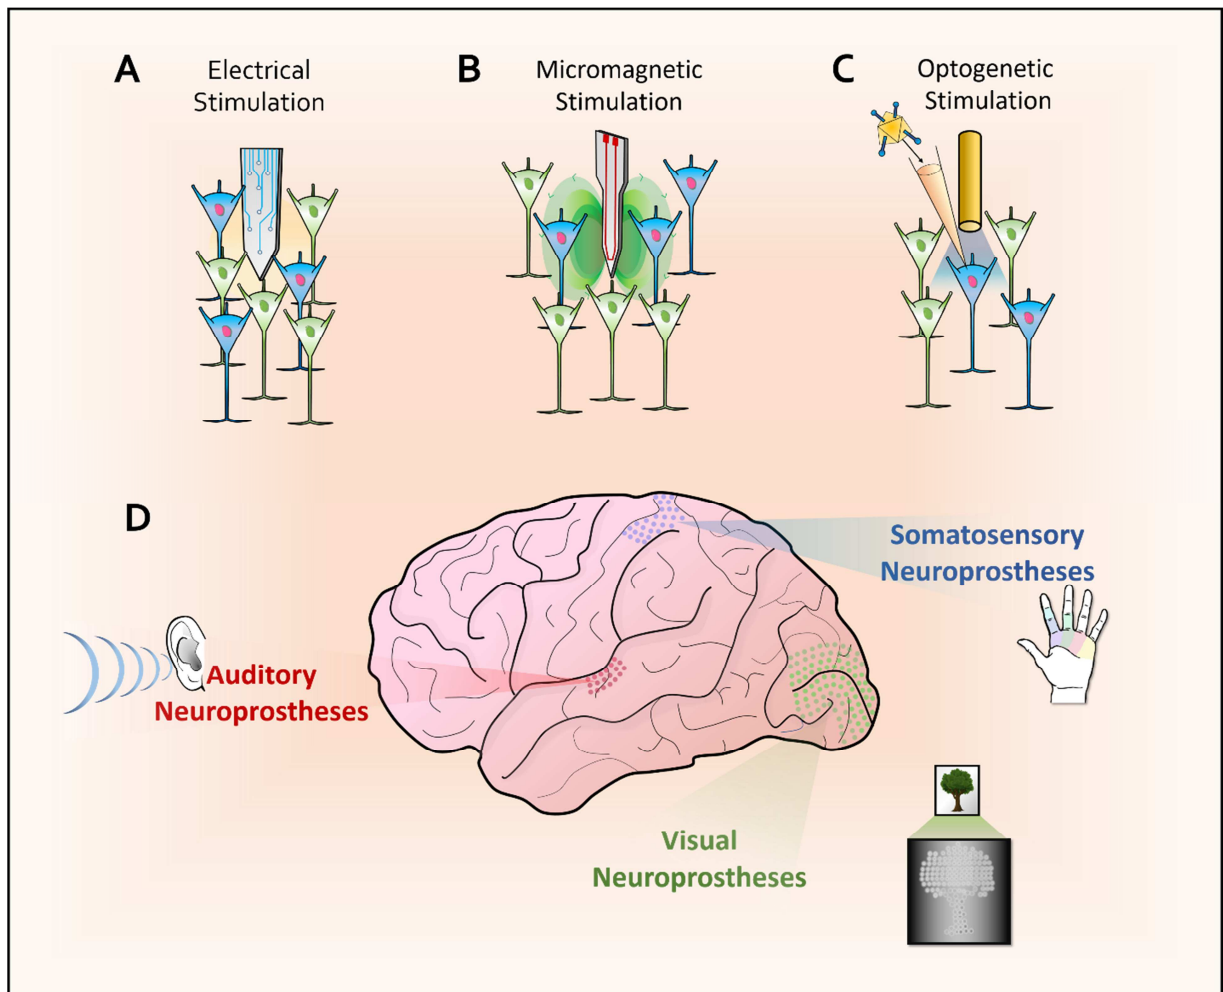 A
Electrical
Stimulation
B
Micromagnetic
Stimulation
C
Optogenetic
Stimulation
D
Somatosensory
Neuroprostheses
Auditory
Neuroprostheses
Visual
Neuroprostheses